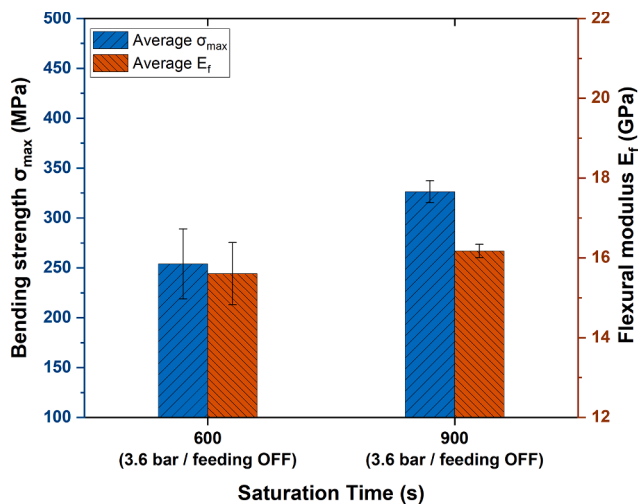 Bending strength σmax (MPa)
500
450
400
350
300
250
200
150
100
Average σmax
Average Ef
22
20
18
16
14
12
Flexural modulus Ef (GPa)
600
(3.6 bar / feeding OFF)
900
(3.6 bar / feeding OFF)
Saturation Time (s)